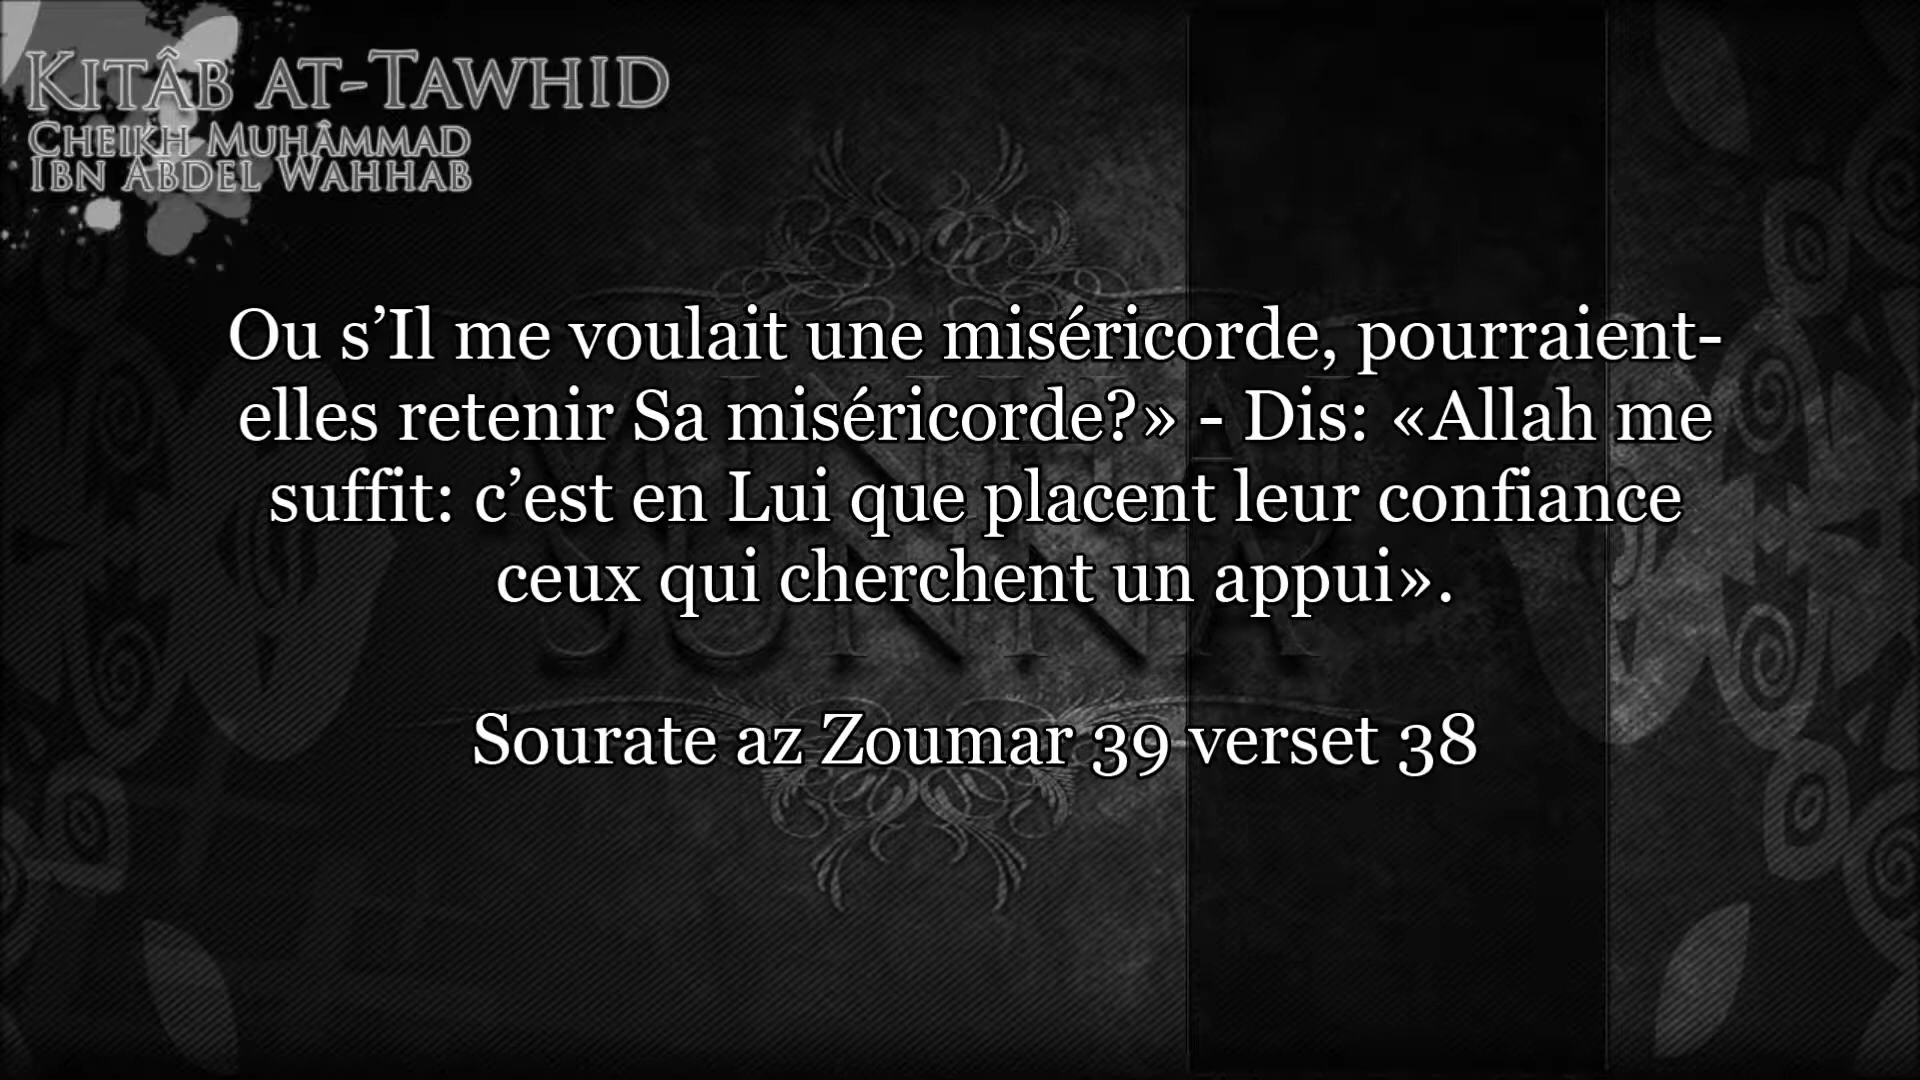 KITÂB AT-TAWHID
CHEIKH MUHÂMMAD
IBN ABDEL WAHHAB
Ou s’Il me voulait une miséricorde, pourraient-
elles retenir Sa miséricorde?» - Dis: «Allah me
suffit: c’est en Lui que placent leur confiance
ceux qui cherchent un appui».
SUNNA
Sourate az Zoumar 39 verset 38